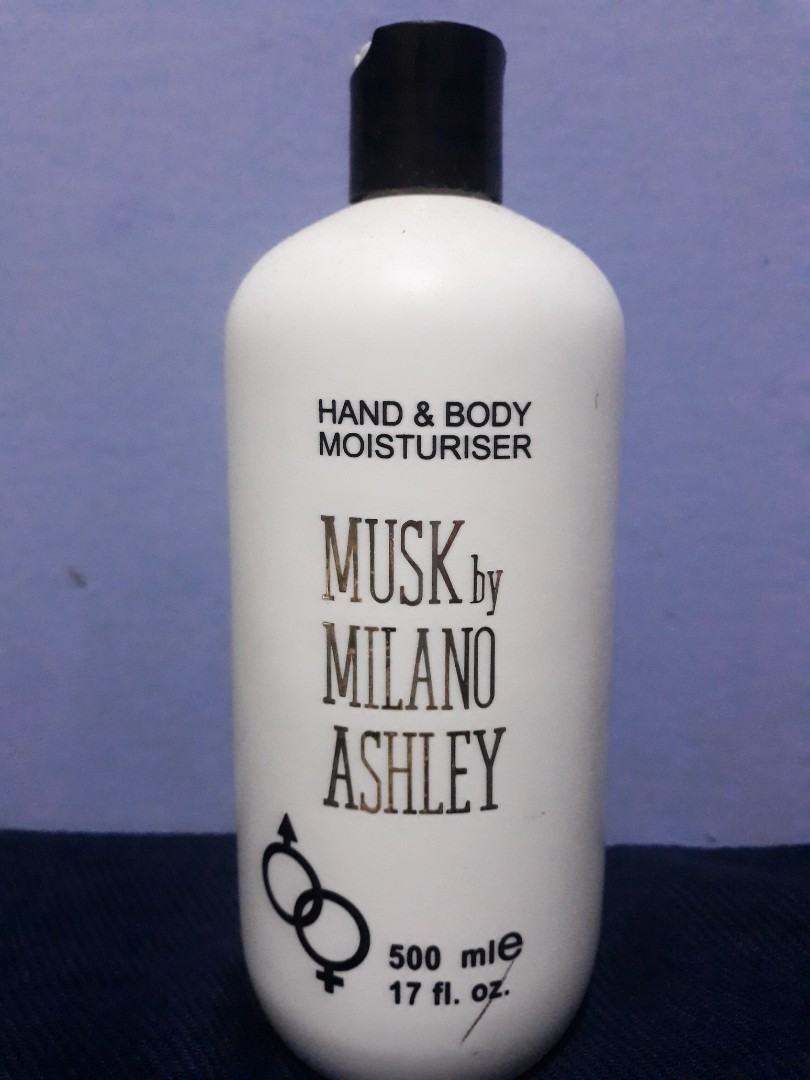 HAND & BODY
MOISTURISER
MUSK by
MILANO
ASHLEY
500 ml e
17 fl. oz.